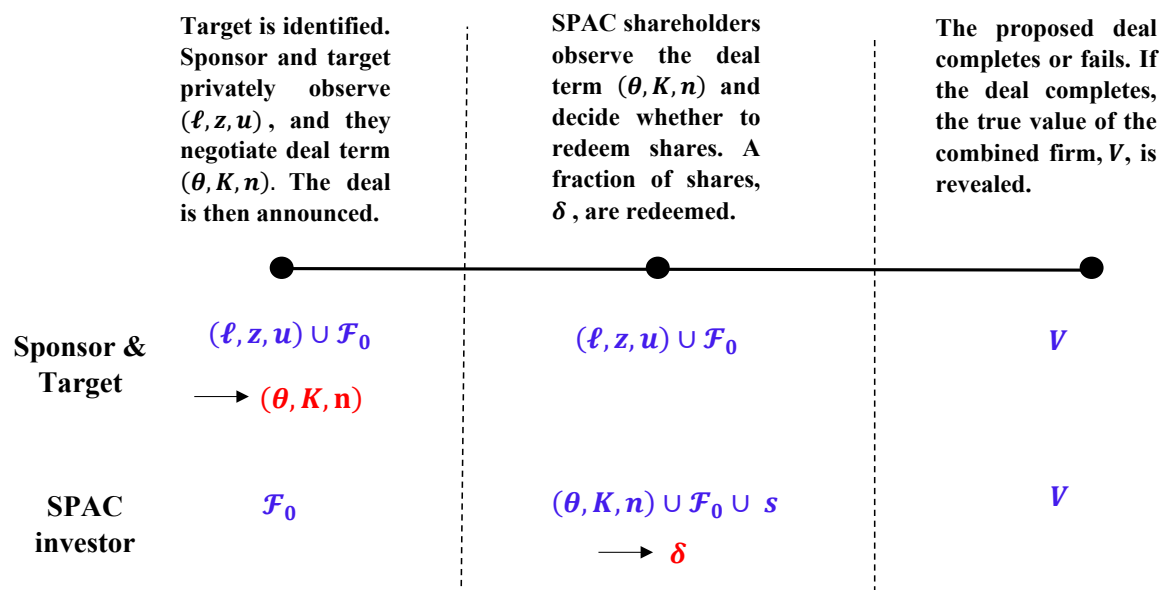 Target is identified.
Sponsor and target
privately observe
(ℓ, z, u), and they
negotiate deal term
(θ, K, n). The deal
is then announced.
SPAC shareholders
observe the deal
term (θ, K, n) and
decide whether to
redeem shares. A
fraction of shares,
δ, are redeemed.
The proposed deal
completes or fails. If
the deal completes,
the true value of the
combined firm, V, is
revealed.
Sponsor &
Target
(ℓ, z, u) ∪ ℱ₀
(θ, K, n)
(ℓ, z, u) ∪ ℱ₀
V
SPAC
investor
ℱ₀
(θ, K, n) ∪ ℱ₀ ∪ s
δ
V